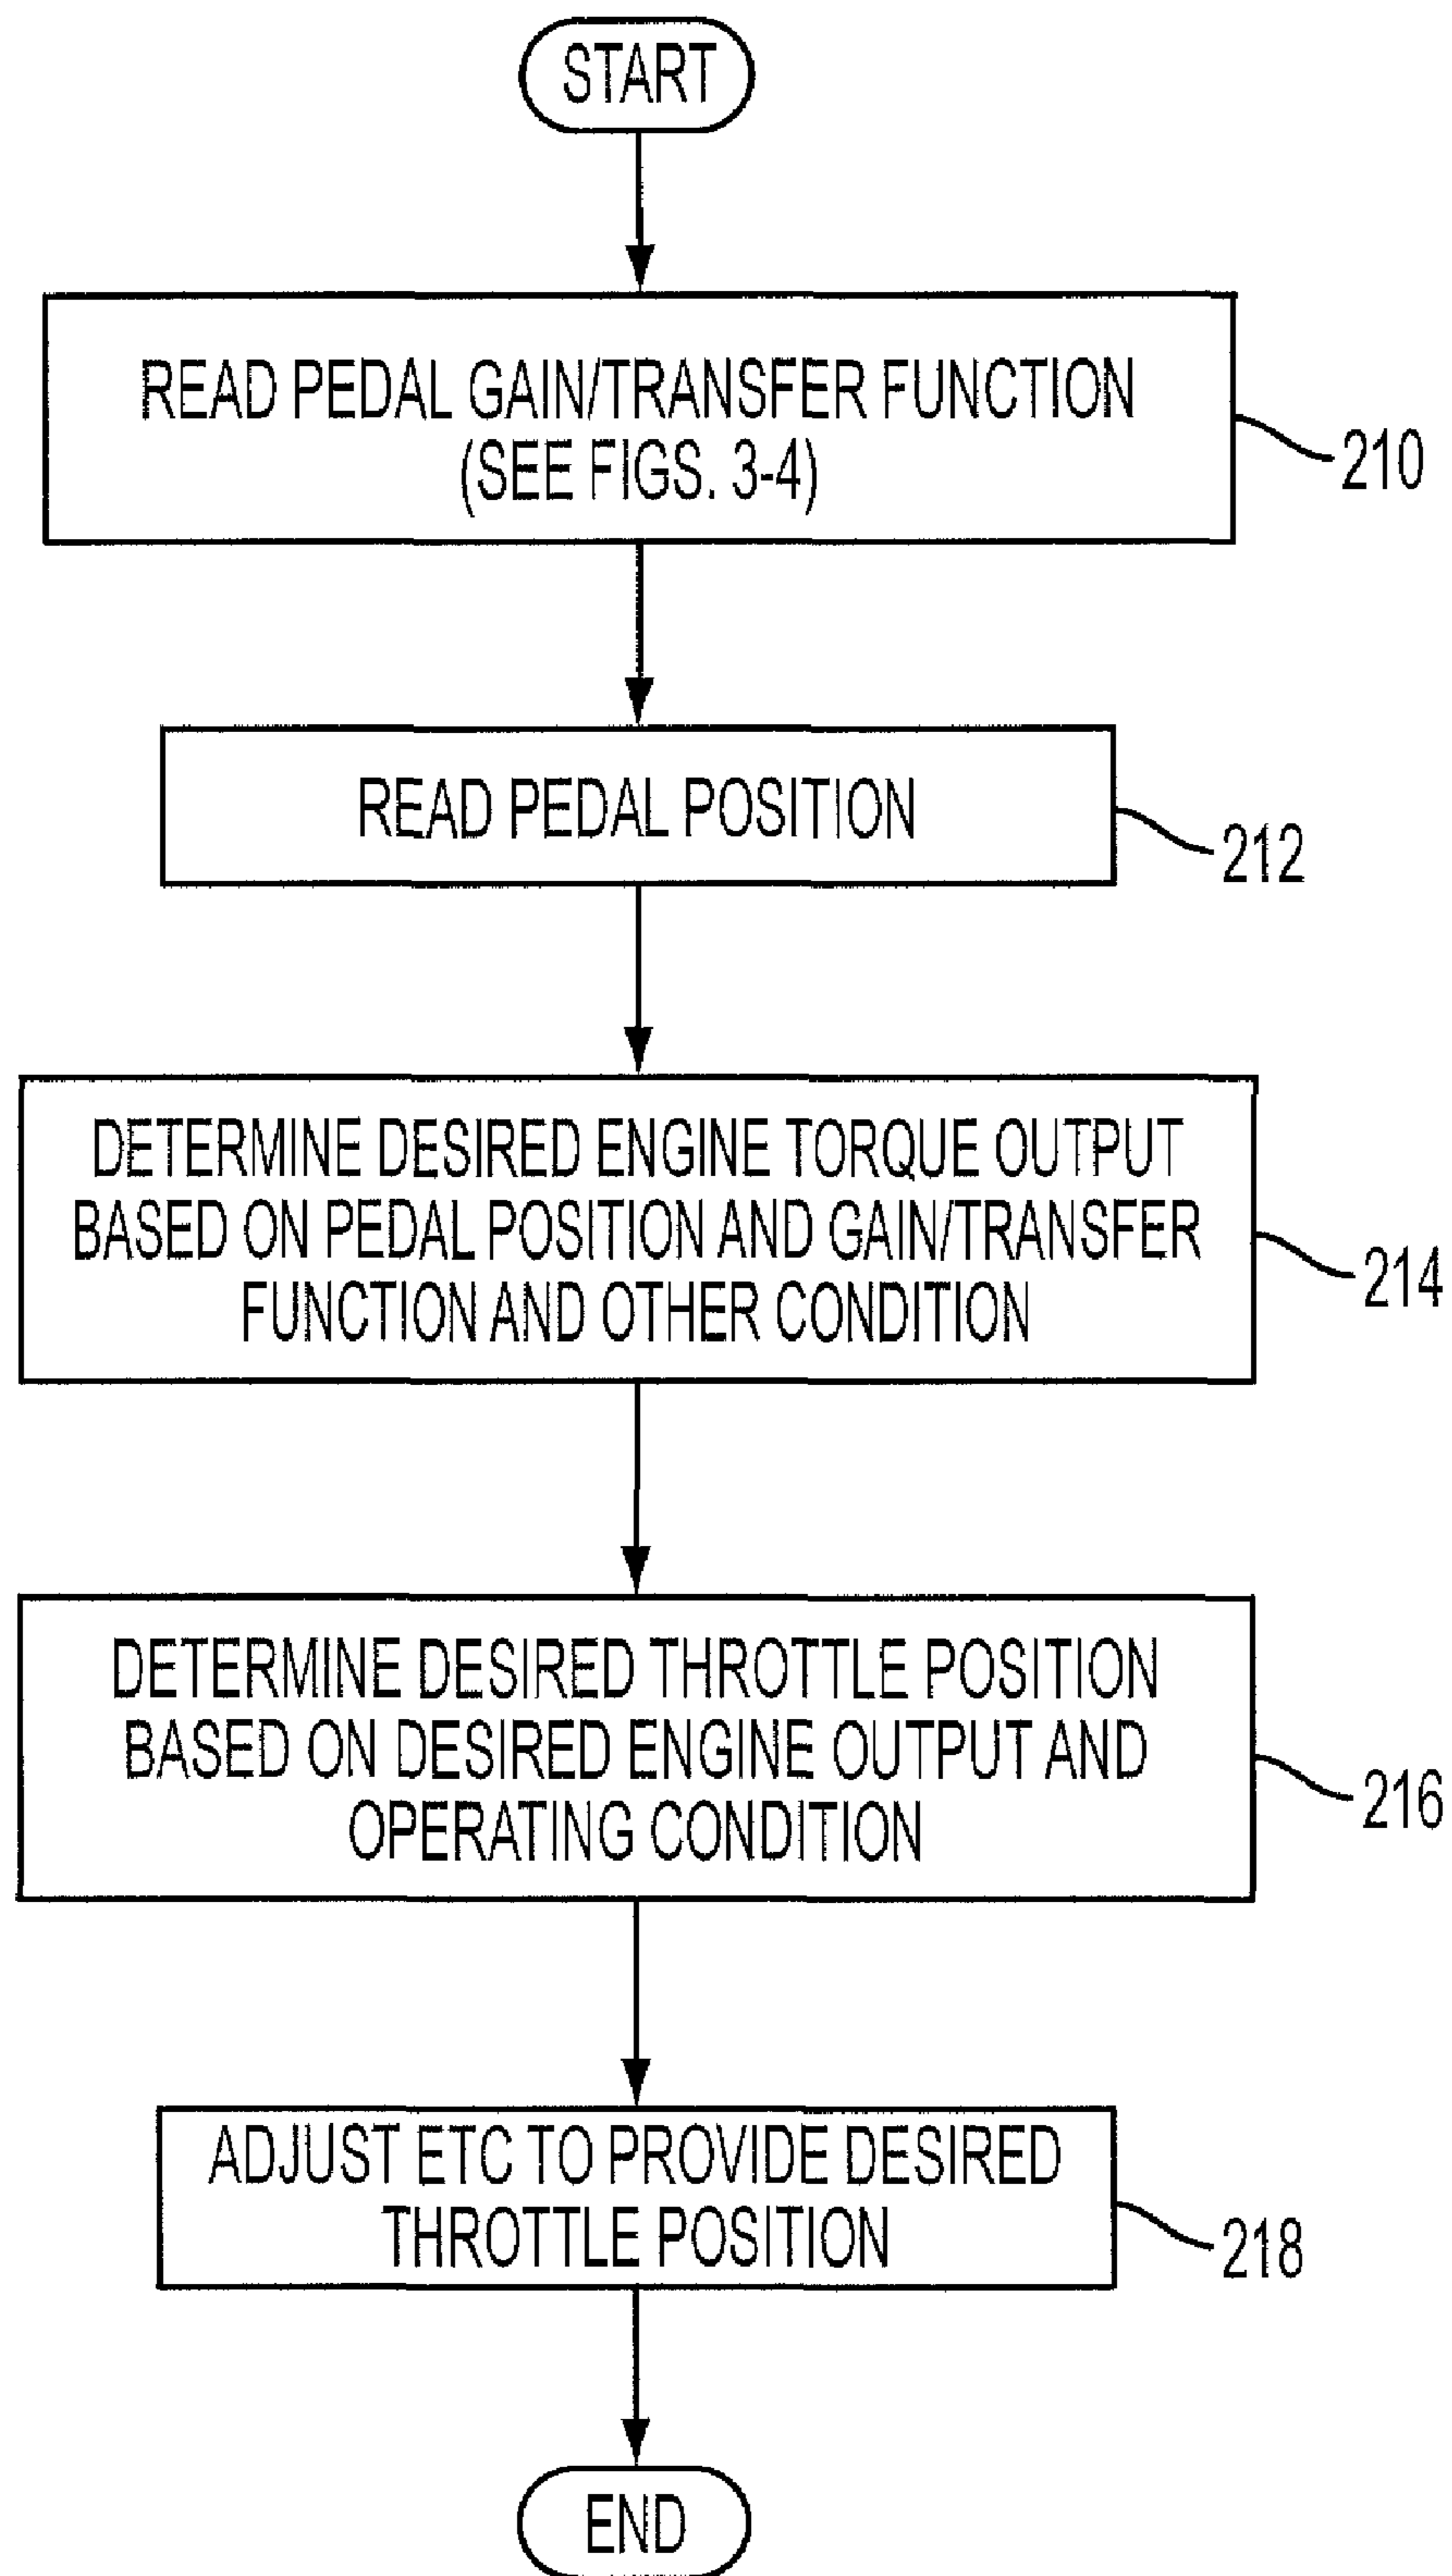 START
READ PEDAL GAIN/TRANSFER FUNCTION
(SEE FIGS. 3-4)
210
READ PEDAL POSITION
212
DETERMINE DESIRED ENGINE TORQUE OUTPUT
BASED ON PEDAL POSITION AND GAIN/TRANSFER
FUNCTION AND OTHER CONDITION
214
DETERMINE DESIRED THROTTLE POSITION
BASED ON DESIRED ENGINE OUTPUT AND
OPERATING CONDITION
216
ADJUST ETC TO PROVIDE DESIRED
THROTTLE POSITION
218
END